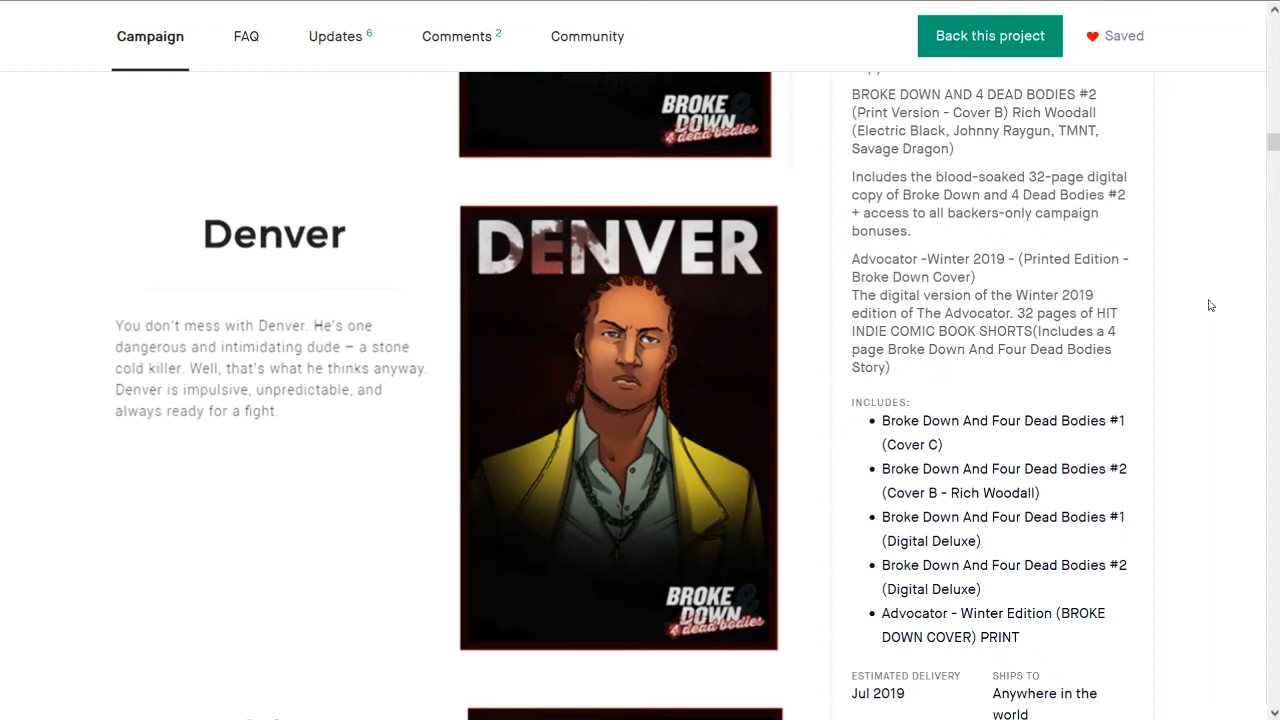 Campaign FAQ Updates 6 Comments 2 Community Back this project Saved
BROKE
DOWN
4 dead bodies
Denver
You don't mess with Denver. He's one
dangerous and intimidating dude – a stone
cold killer. Well, that's what he thinks anyway.
Denver is impulsive, unpredictable, and
always ready for a fight.
DENVER
BROKE
DOWN &
4 dead bodies
BROKE DOWN AND 4 DEAD BODIES #2
(Print Version - Cover B) Rich Woodall
(Electric Black, Johnny Raygun, TMNT,
Savage Dragon)
Includes the blood-soaked 32-page digital
copy of Broke Down and 4 Dead Bodies #2
+ access to all backers-only campaign
bonuses.
Advocator -Winter 2019 - (Printed Edition -
Broke Down Cover)
The digital version of the Winter 2019
edition of The Advocator. 32 pages of HIT
INDIE COMIC BOOK SHORTS(Includes a 4
page Broke Down And Four Dead Bodies
Story)
INCLUDES:
• Broke Down And Four Dead Bodies #1
(Cover C)
• Broke Down And Four Dead Bodies #2
(Cover B - Rich Woodall)
• Broke Down And Four Dead Bodies #1
(Digital Deluxe)
• Broke Down And Four Dead Bodies #2
(Digital Deluxe)
• Advocator - Winter Edition (BROKE
DOWN COVER) PRINT
ESTIMATED DELIVERY SHIPS TO
Jul 2019 Anywhere in the
world